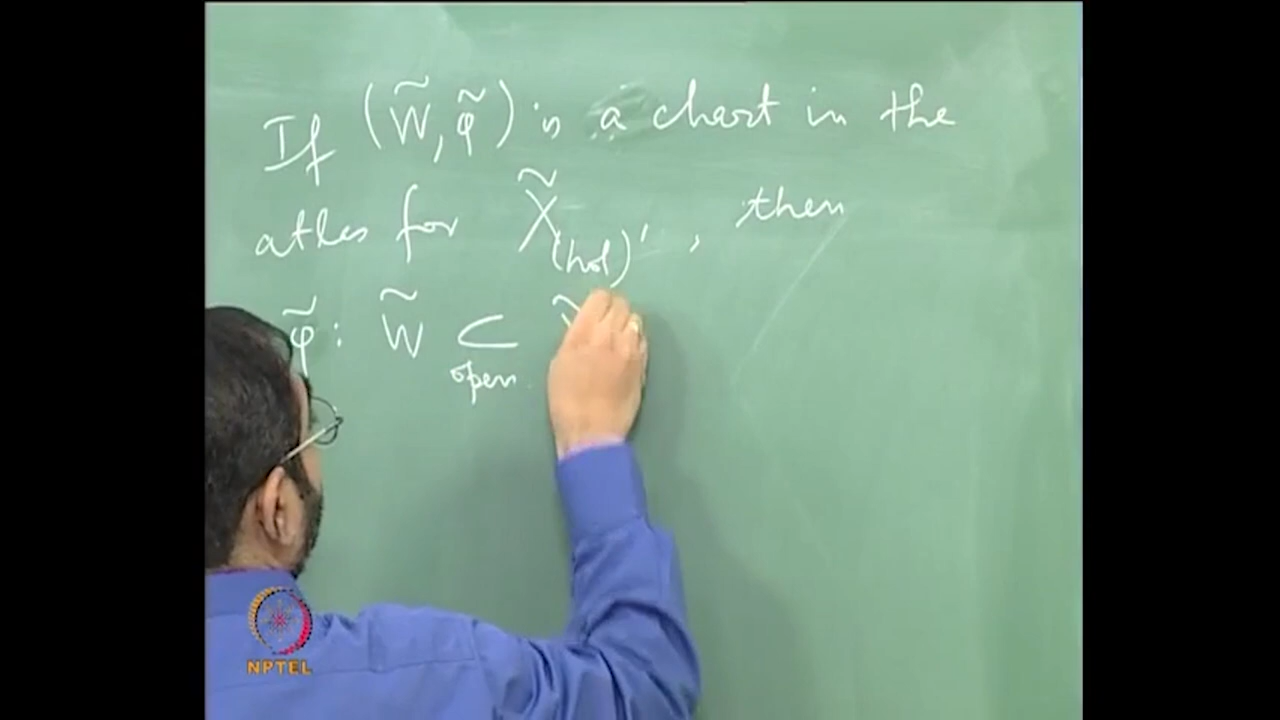 If (W̃, φ̃) is a chart in the
atlas for X̃(hol)′, then
φ̃: W̃ ⊂ open
NPTEL